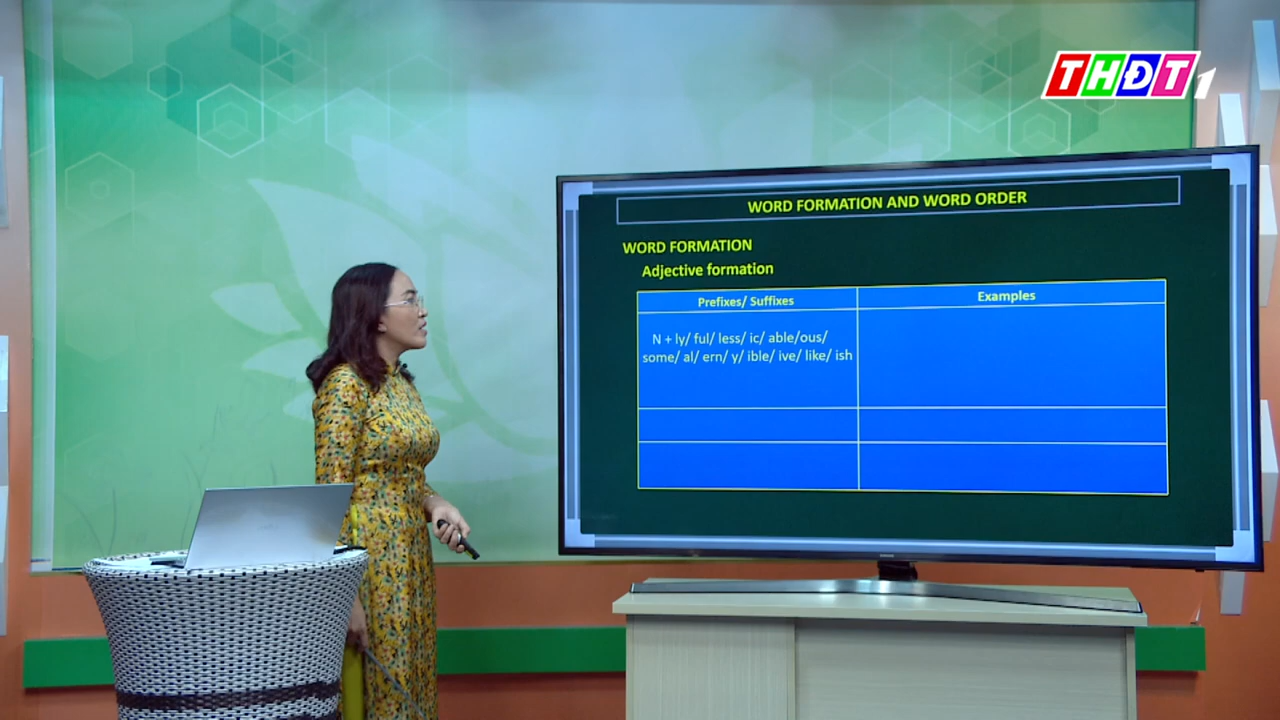 THĐT1
WORD FORMATION AND WORD ORDER
WORD FORMATION
Adjective formation
Prefixes/ Suffixes
Examples
N + ly/ ful/ less/ ic/ able/ous/
some/ al/ ern/ y/ ible/ ive/ like/ ish